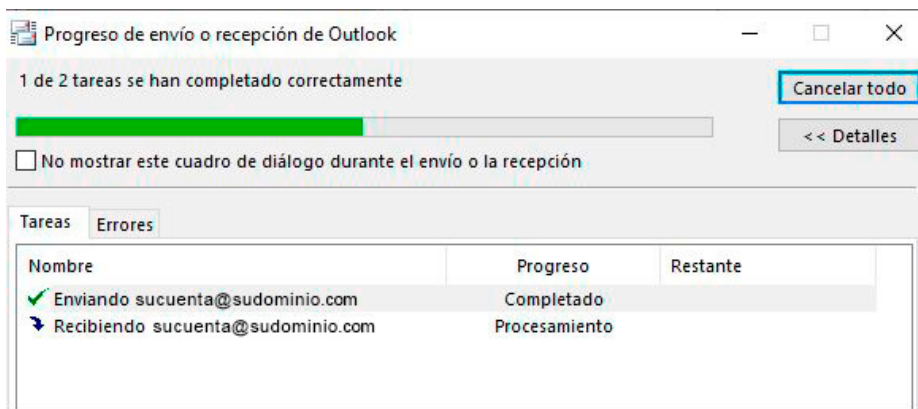 Progreso de envío o recepción de Outlook
1 de 2 tareas se han completado correctamente
Cancelar todo
<< Detalles
No mostrar este cuadro de diálogo durante el envío o la recepción
Tareas Errores
Nombre Progreso Restante
Enviando sucuenta@sudominio.com Completado
Recibiendo sucuenta@sudominio.com Procesamiento